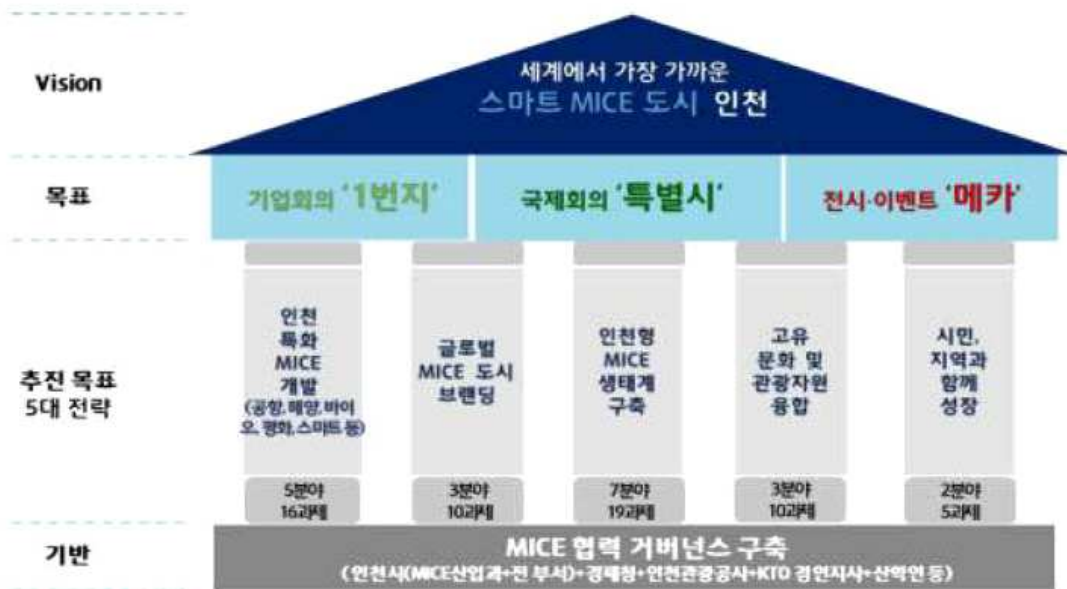 Vision
세계에서 가장 가까운
스마트 MICE 도시 인천
목표
기업회의 '1번지'
국제회의 '특별시'
전시·이벤트 '메카'
추진 목표
5대 전략
인천
특화
MICE
개발
(공항, 해양, 바이
오, 평화, 스마트 등)
글로벌
MICE 도시
브랜딩
인천형
MICE
생태계
구축
고유
문화 및
관광자원
융합
시민,
지역과
함께
성장
5분야
16과제
3분야
10과제
7분야
19과제
3분야
10과제
2분야
5과제
기반
MICE 협력 거버넌스 구축
(인천시(MICE산업과+전 부서)+경제청+인천관광공사+KTO 경인지사+산학연 등)